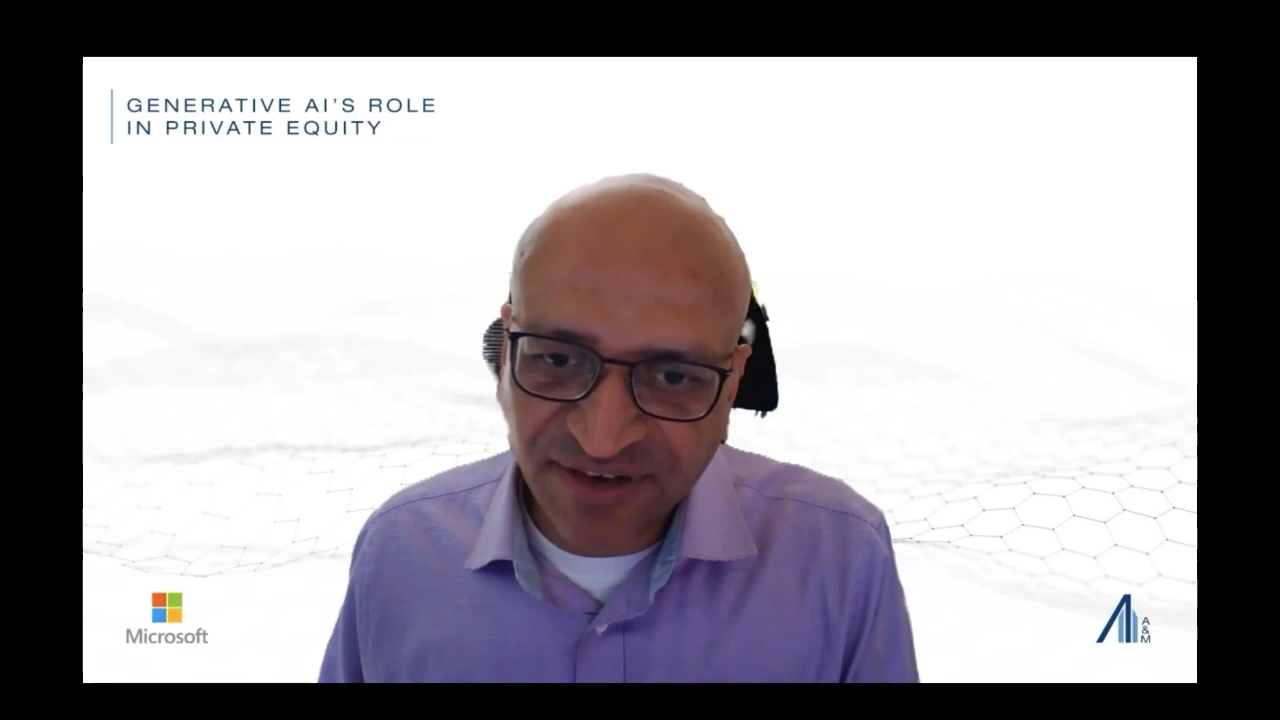 GENERATIVE AI'S ROLE
IN PRIVATE EQUITY
Microsoft
A
&
M